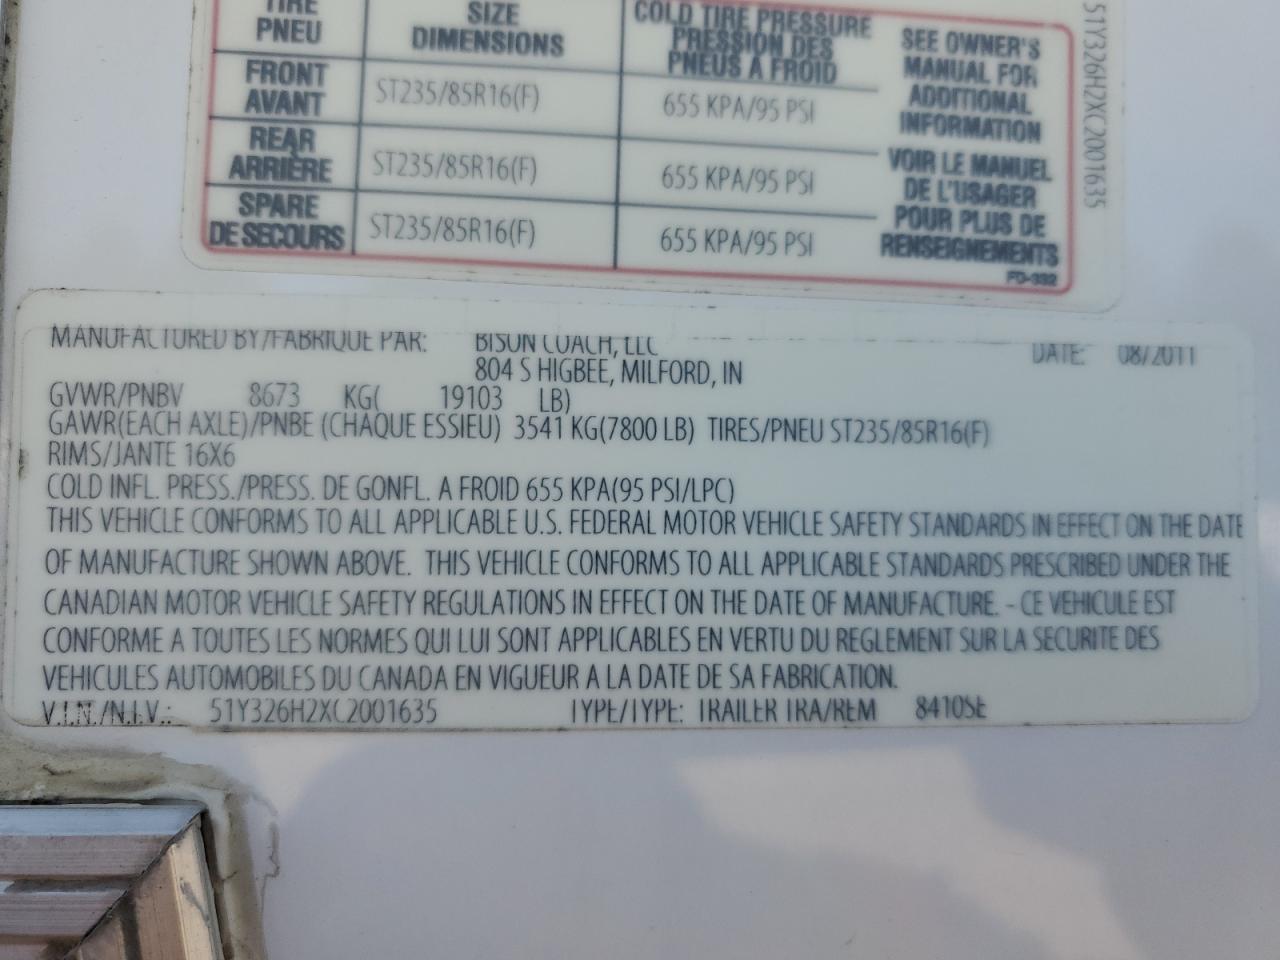 TIRE PNEU
SIZE DIMENSIONS
COLD TIRE PRESSURE PRESSION DES PNEUS A FROID
SEE OWNER'S MANUAL FOR ADDITIONAL INFORMATION
VOIR LE MANUEL DE L'USAGER POUR PLUS DE RENSEIGNEMENTS
FRONT AVANT ST235/85R16(F) 655 KPA/95 PSI
REAR ARRIÈRE ST235/85R16(F) 655 KPA/95 PSI
SPARE DE SECOURS ST235/85R16(F) 655 KPA/95 PSI
FD-332
51Y326H2XC2001635
MANUFACTURED BY/FABRIQUE PAR: BISON COACH, LLC DATE: 08/2011
804 S HIGBEE, MILFORD, IN
GVWR/PNBV 8673 KG( 19103 LB)
GAWR(EACH AXLE)/PNBE (CHAQUE ESSIEU) 3541 KG(7800 LB) TIRES/PNEU ST235/85R16(F)
RIMS/JANTE 16X6
COLD INFL. PRESS./PRESS. DE GONFL. A FROID 655 KPA(95 PSI/LPC)
THIS VEHICLE CONFORMS TO ALL APPLICABLE U.S. FEDERAL MOTOR VEHICLE SAFETY STANDARDS IN EFFECT ON THE DATE
OF MANUFACTURE SHOWN ABOVE. THIS VEHICLE CONFORMS TO ALL APPLICABLE STANDARDS PRESCRIBED UNDER THE
CANADIAN MOTOR VEHICLE SAFETY REGULATIONS IN EFFECT ON THE DATE OF MANUFACTURE. - CE VEHICULE EST
CONFORME A TOUTES LES NORMES QUI LUI SONT APPLICABLES EN VERTU DU REGLEMENT SUR LA SECURITE DES
VEHICULES AUTOMOBILES DU CANADA EN VIGUEUR A LA DATE DE SA FABRICATION.
V.I.N./N.I.V.: 51Y326H2XC2001635 TYPE/TYPE: TRAILER TRA/REM 8410SE